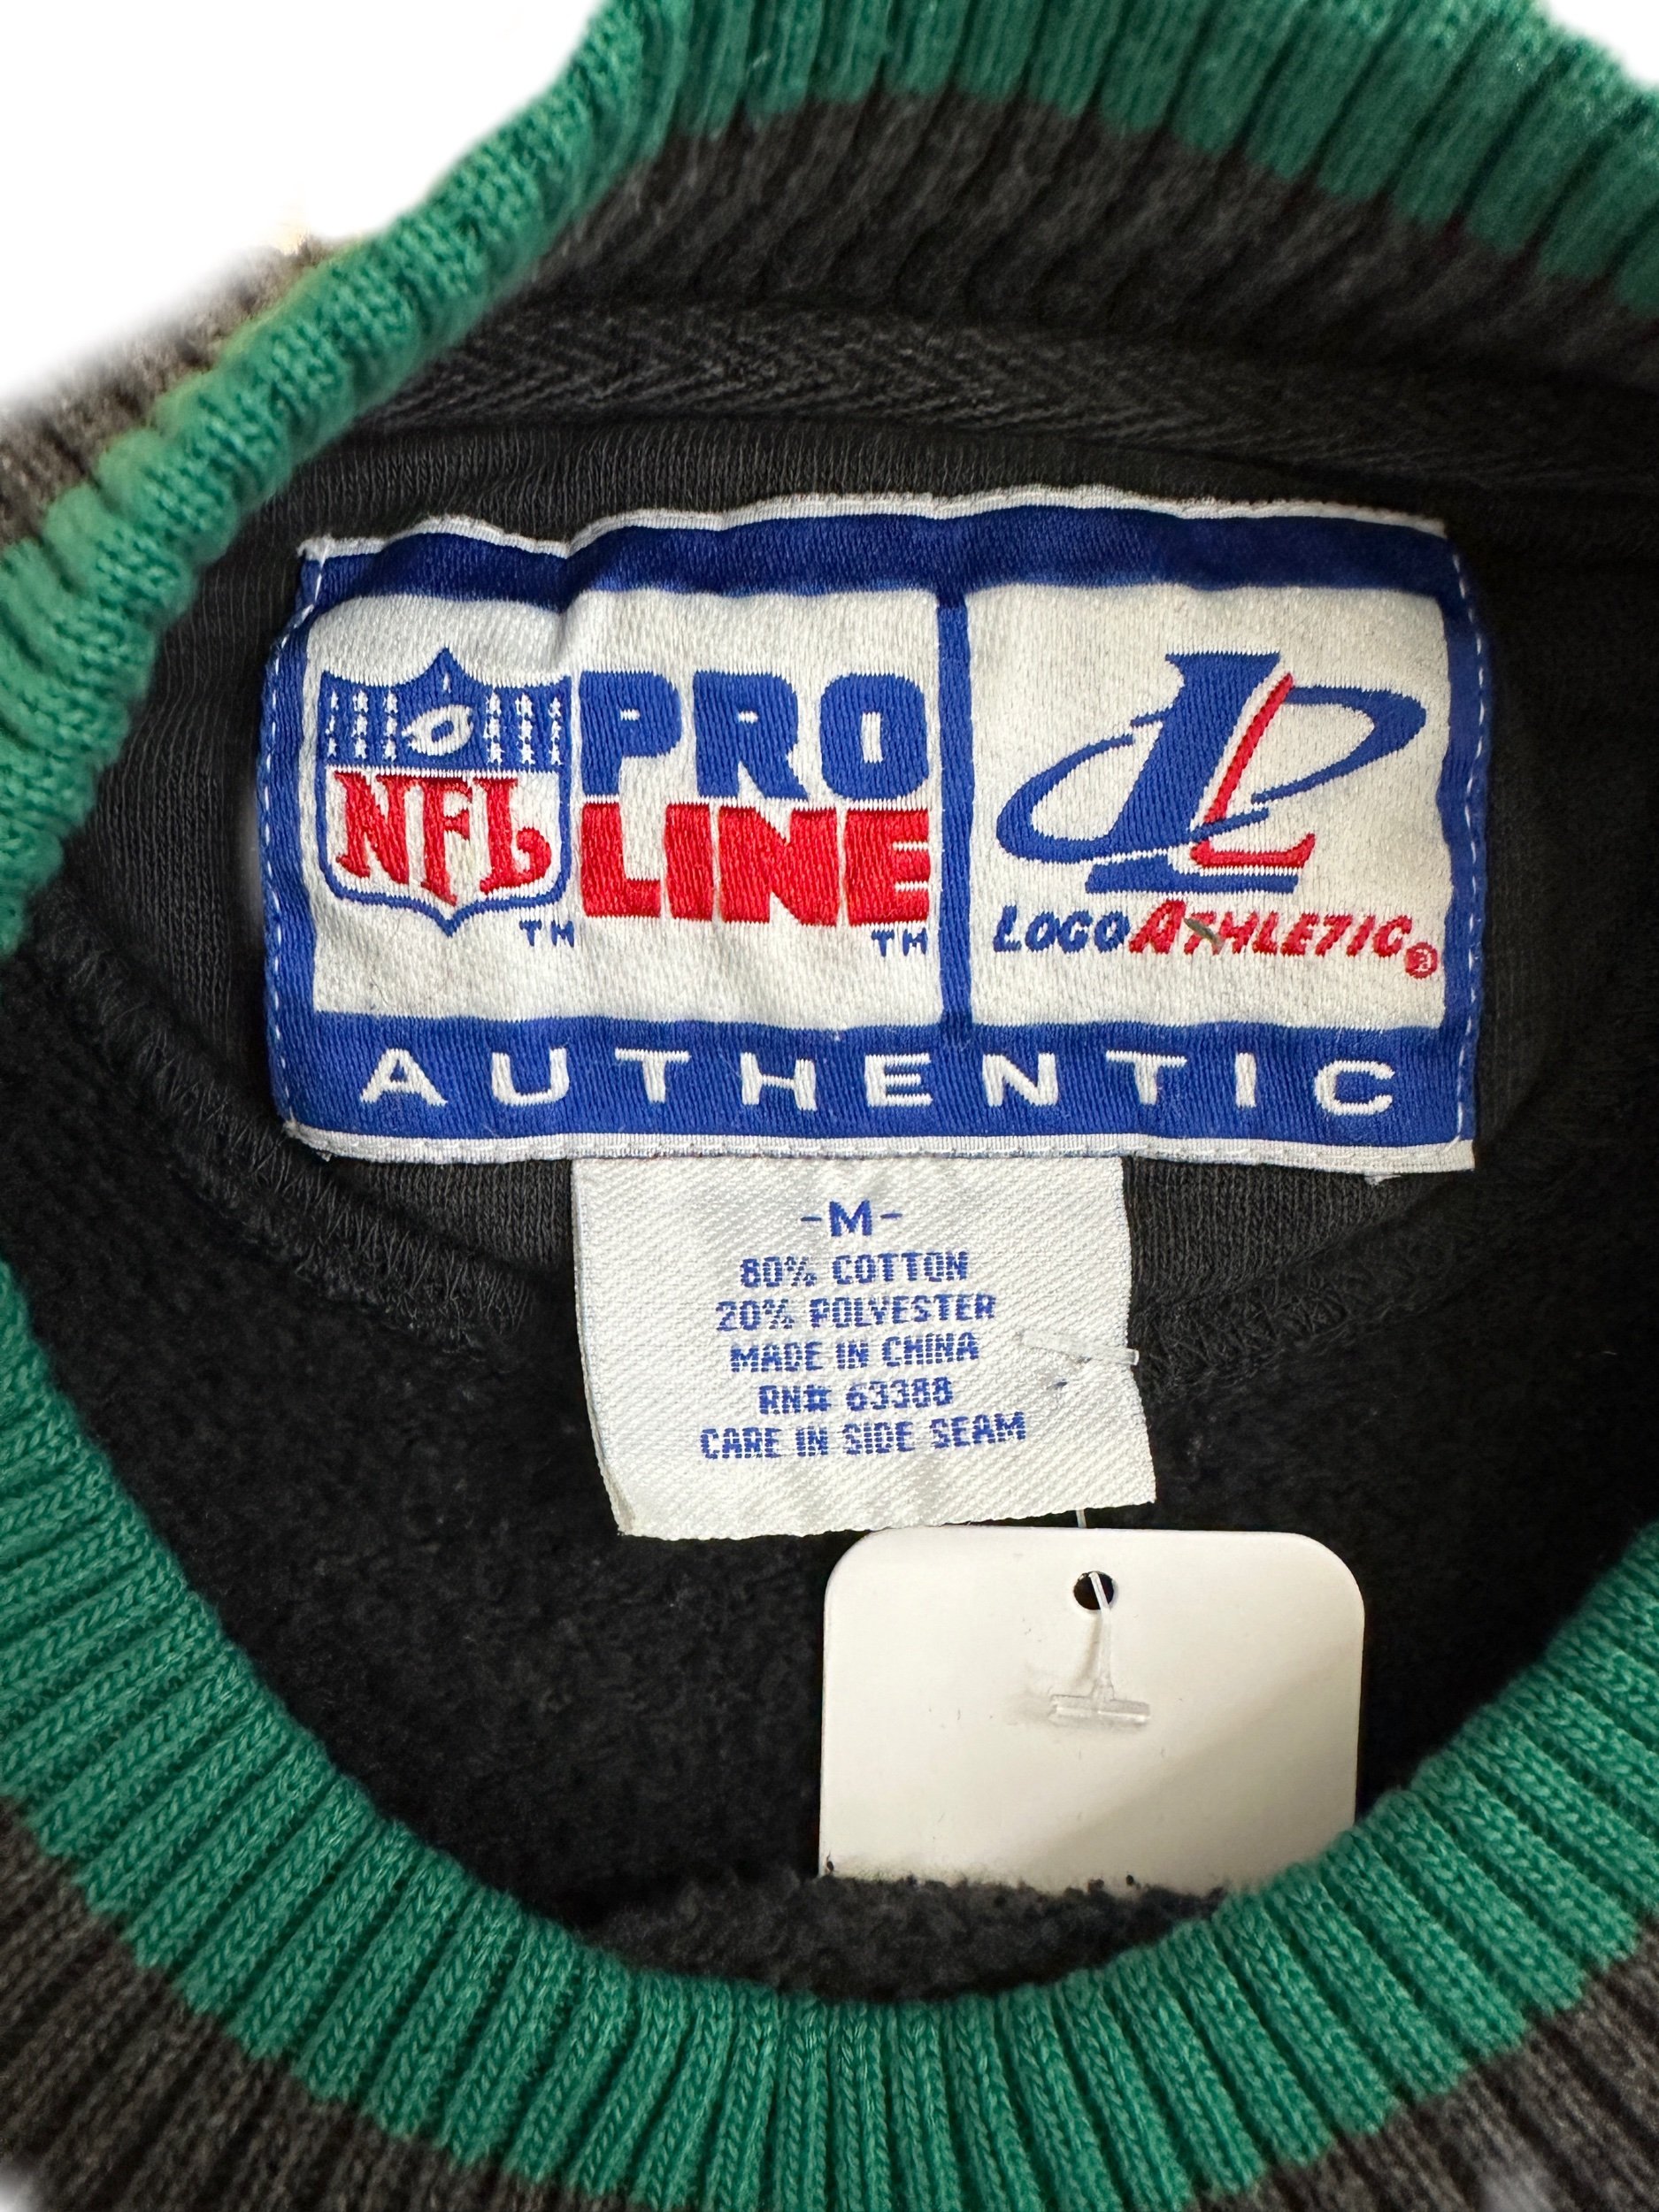 NFL
TM
PRO
LINE
TM
L
LOGO ATHLETIC®
AUTHENTIC
-M-
80% COTTON
20% POLYESTER
MADE IN CHINA
RN# 63388
CARE IN SIDE SEAM